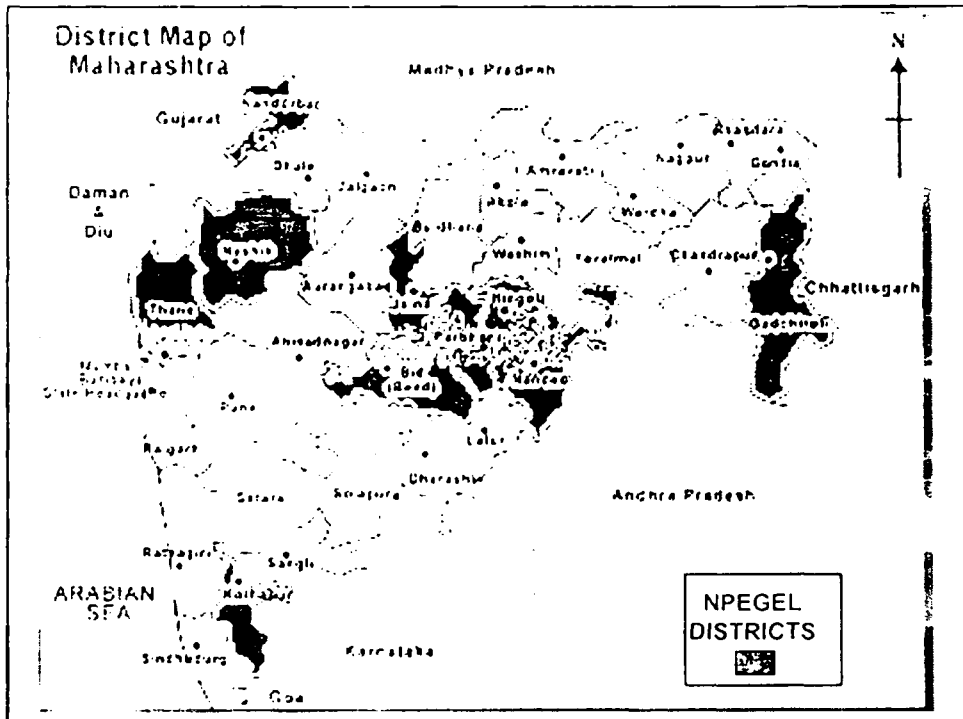 District Map of
Maharashtra
N
Madhya Pradesh
Nandurbar
Gujarat
Dhule
Jalgaon
Amravati
Nagpur
Gondia
Daman
&
Diu
Akola
Wardha
Buldhana
Nashik
Washim
Yavatmal
Chandrapur
Aurangabad
Jalna
Hingoli
Chhattisgarh
Thane
Parbhani
Gadchiroli
Ahmadnagar
Bid
(Beed)
Nanded
Mumbai
Pune
Raigarh
Latur
Dharashiv
Satara
Solapur
Andhra Pradesh
Ratnagiri
Sangli
ARABIAN
SEA
Kolhapur
NPEGEL
DISTRICTS
Sindhudurg
Karnataka
Goa